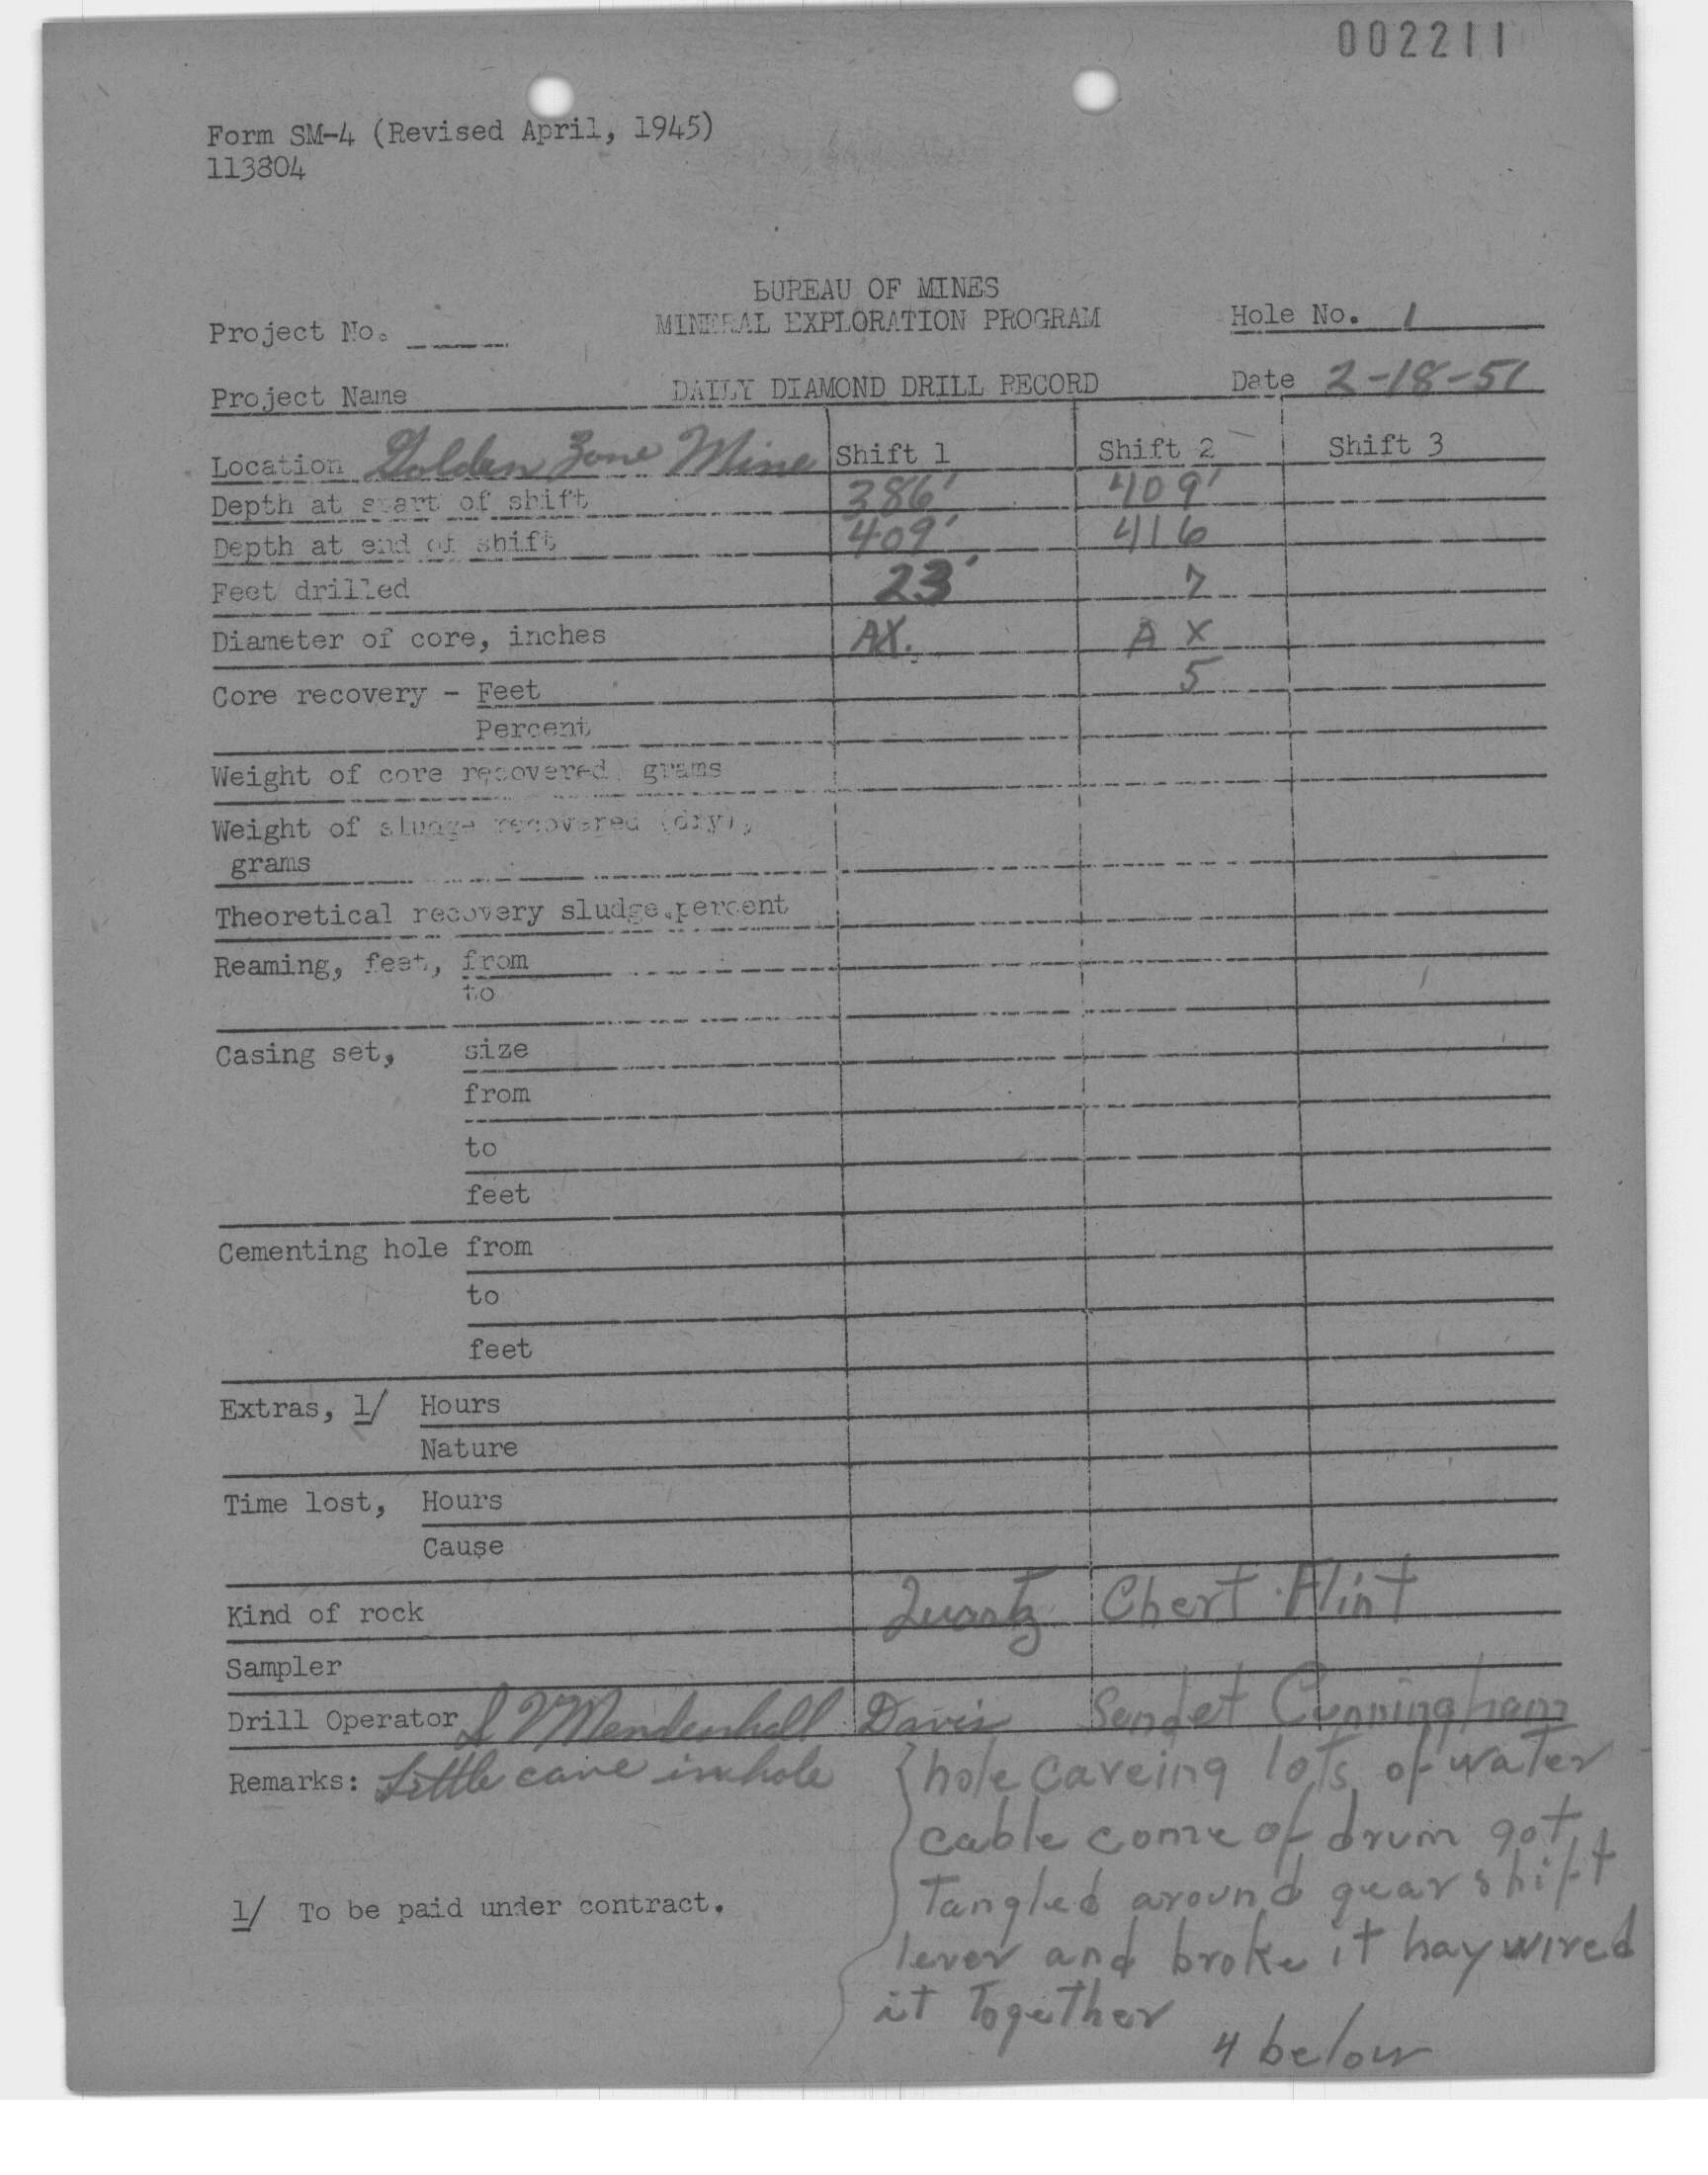 002211
Form SM-4 (Revised April, 1945)
113804
BUREAU OF MINES
Project No. MINERAL EXPLORATION PROGRAM Hole No. 1
Project Name DAILY DIAMOND DRILL RECORD Date 2-18-51
Location Golden Zone Mine Shift 1 Shift 2 Shift 3
Depth at start of shift 386' 409'
Depth at end of shift 409' 416
Feet drilled 23' 7
Diameter of core, inches AX. AX
Core recovery - Feet 5
Percent
Weight of core recovered, grams
Weight of sludge recovered (dry),
grams
Theoretical recovery sludge, percent
Reaming, feet, from
to
Casing set, size
from
to
feet
Cementing hole from
to
feet
Extras, 1/ Hours
Nature
Time lost, Hours
Cause
Kind of rock Quartz Chert Flint
Sampler
Drill Operator Mendenhall Davis Cunningham
Remarks: Little cave in hole hole caveing lots of water
cable come of drum got
tangled around gear shift
1/ To be paid under contract.
lever and broke it haywired
it together
4 below